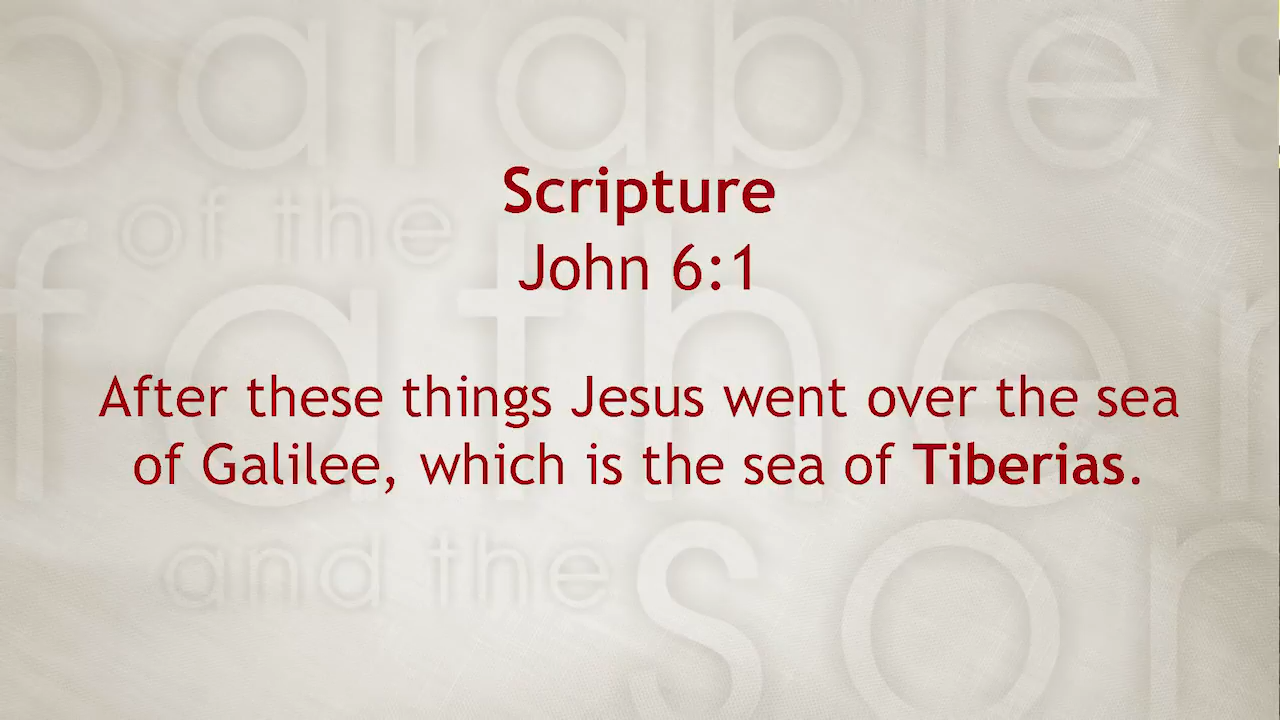 parables
of the
father
and the
son
Scripture
John 6:1
After these things Jesus went over the sea
of Galilee, which is the sea of Tiberias.